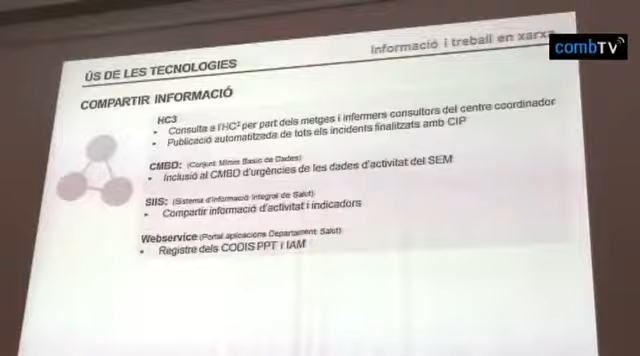 combTV
Informació i treball en xarxa
ÚS DE LES TECNOLOGIES
COMPARTIR INFORMACIÓ
HC3
• Consulta a l'HC³ per part dels metges i infermers consultors del centre coordinador
• Publicació automatitzada de tots els incidents finalitzats amb CIP
CMBD: (Conjunt Mínim Bàsic de Dades)
• Inclusió al CMBD d'urgències de les dades d'activitat del SEM
SIIS: (Sistema d'Informació Integral de Salut)
• Compartir informació d'activitat i indicadors
Webservice (Portal aplicacions Departament Salut)
• Registre dels CODIS PPT i IAM